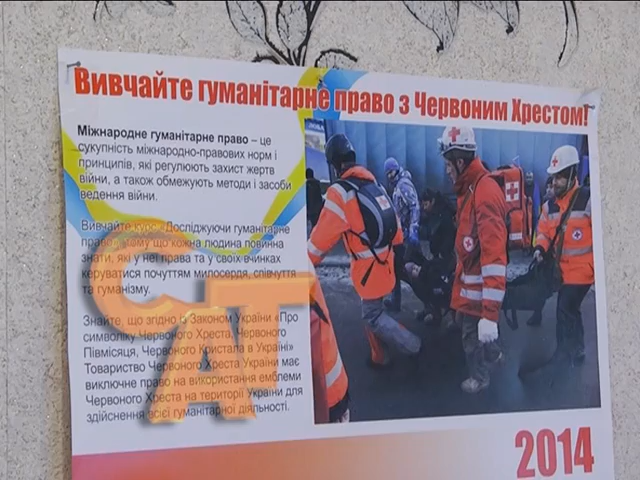 Вивчайте гуманітарне право з Червоним Хрестом!
Міжнародне гуманітарне право – це
сукупність міжнародно-правових норм і
принципів, які регулюють захист жертв
війни, а також обмежують методи і засоби
ведення війни.
Вивчайте курс «Досліджуючи гуманітарне
право», тому що кожна людина повинна
знати, які у неї права та у своїх вчинках
керуватися почуттям милосердя, співчуття
та гуманізму.
Знайте, що згідно із Законом України «Про
символіку Червоного Хреста, Червоного
Півмісяця, Червоного Кристала в Україні»
Товариство Червоного Хреста України має
виключне право на використання емблеми
Червоного Хреста на території України для
здійснення всієї гуманітарної діяльності.
САТ
2014